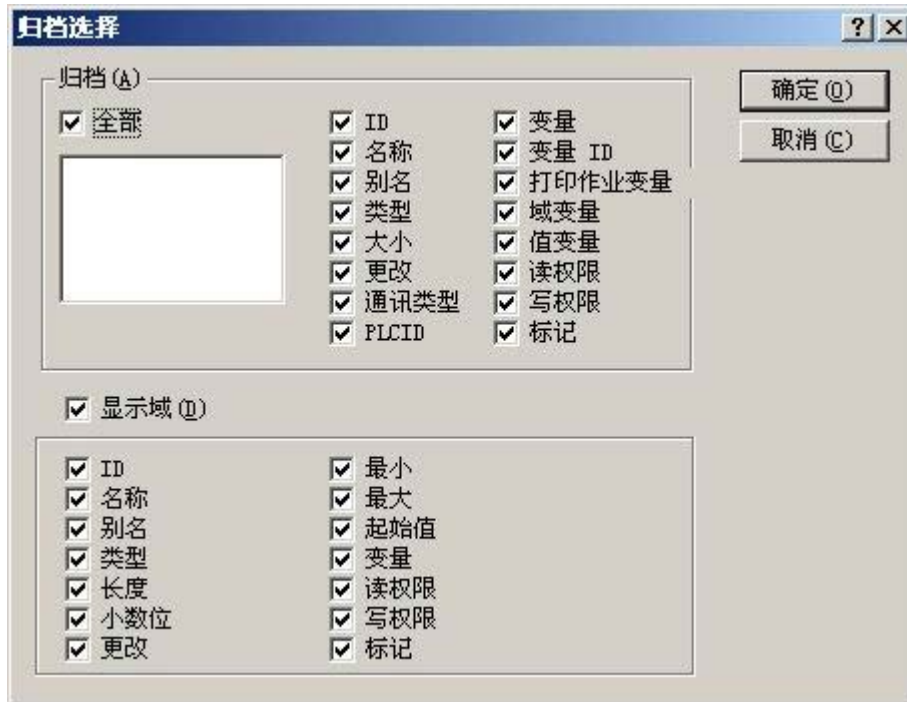 归档选择
归档(A)
确定(O)
取消(C)
全部
ID
名称
别名
类型
大小
更改
通讯类型
PLCID
变量
变量 ID
打印作业变量
域变量
值变量
读权限
写权限
标记
显示域(D)
ID
名称
别名
类型
长度
小数位
更改
最小
最大
起始值
变量
读权限
写权限
标记